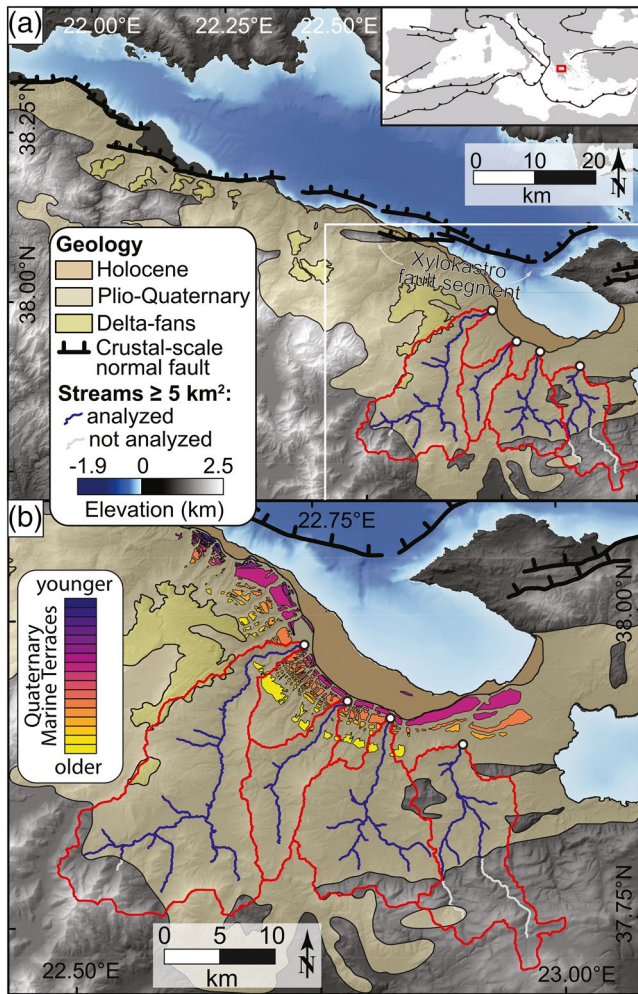 (a)
22.00°E
22.25°E
22.50°E
38.25°N
38.00°N
0 10 20
km
N
Xylokastro
fault segment
Geology
Holocene
Plio-Quaternary
Delta-fans
Crustal-scale
normal fault
Streams ≥ 5 km²:
analyzed
not analyzed
-1.9 0 2.5
Elevation (km)
(b)
22.75°E
38.00°N
younger
Quaternary
Marine Terraces
older
37.75°N
0 5 10
km
N
22.50°E
23.00°E